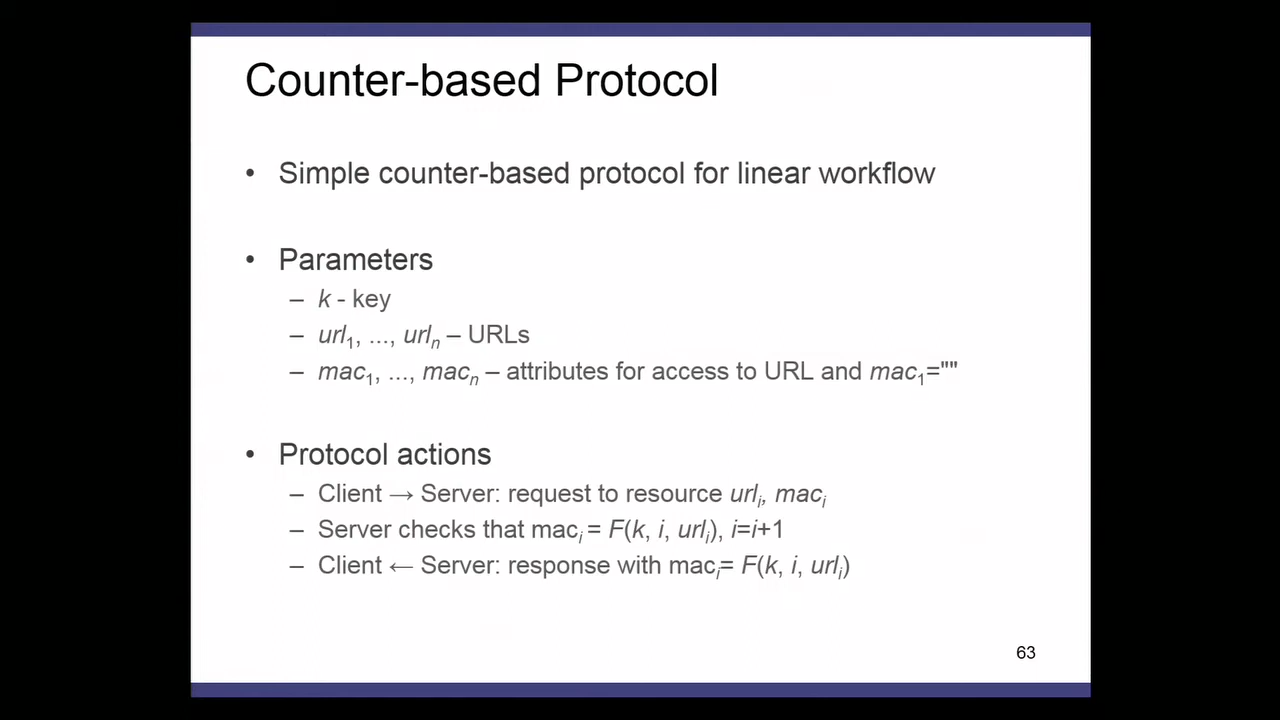 Counter-based Protocol
• Simple counter-based protocol for linear workflow
• Parameters
– k - key
– url1, ..., urln – URLs
– mac1, ..., macn – attributes for access to URL and mac1=""
• Protocol actions
– Client → Server: request to resource urli, maci
– Server checks that maci = F(k, i, urli), i=i+1
– Client ← Server: response with maci= F(k, i, urli)
63